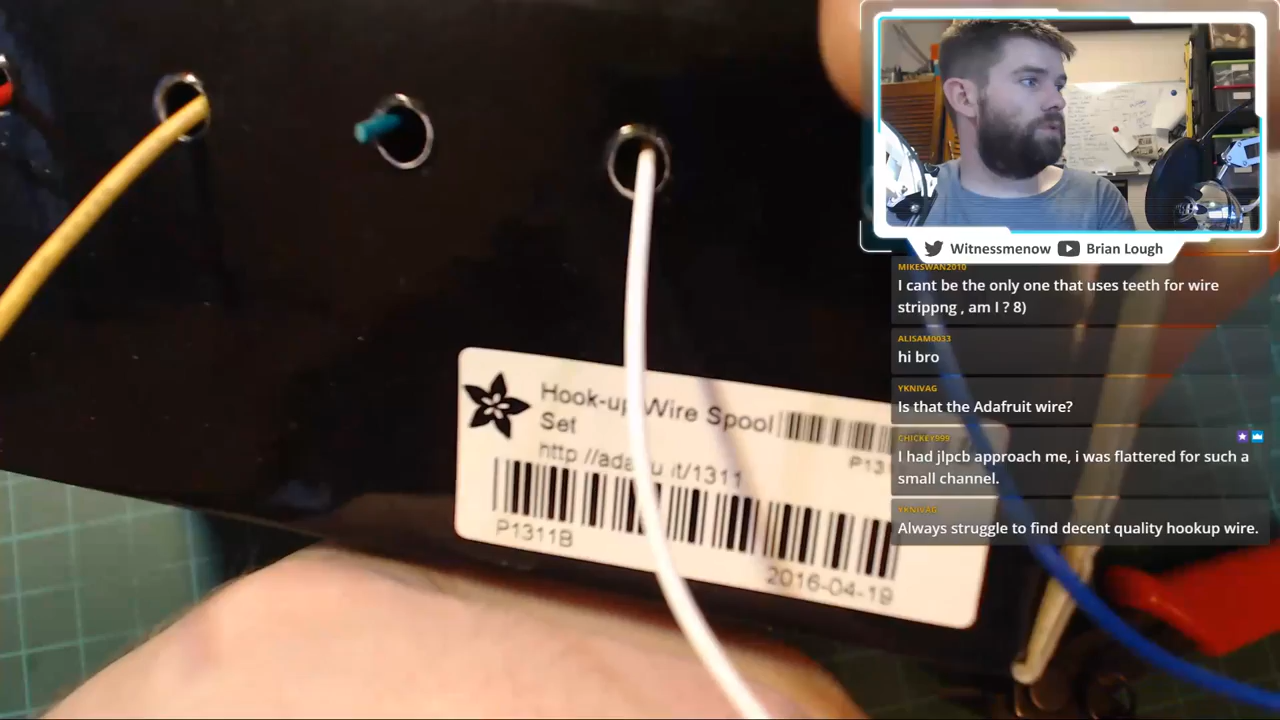 Witnessmenow Brian Lough
MIKESWAN2010
I cant be the only one that uses teeth for wire
strippng , am I ? 8)
ALISAM0033
hi bro
YKNIVAG
Is that the Adafruit wire?
CHICKEY999
I had jlpcb approach me, i was flattered for such a
small channel.
YKNIVAG
Always struggle to find decent quality hookup wire.
Hook-up Wire Spool
Set
P13
P1311B
2016-04-19